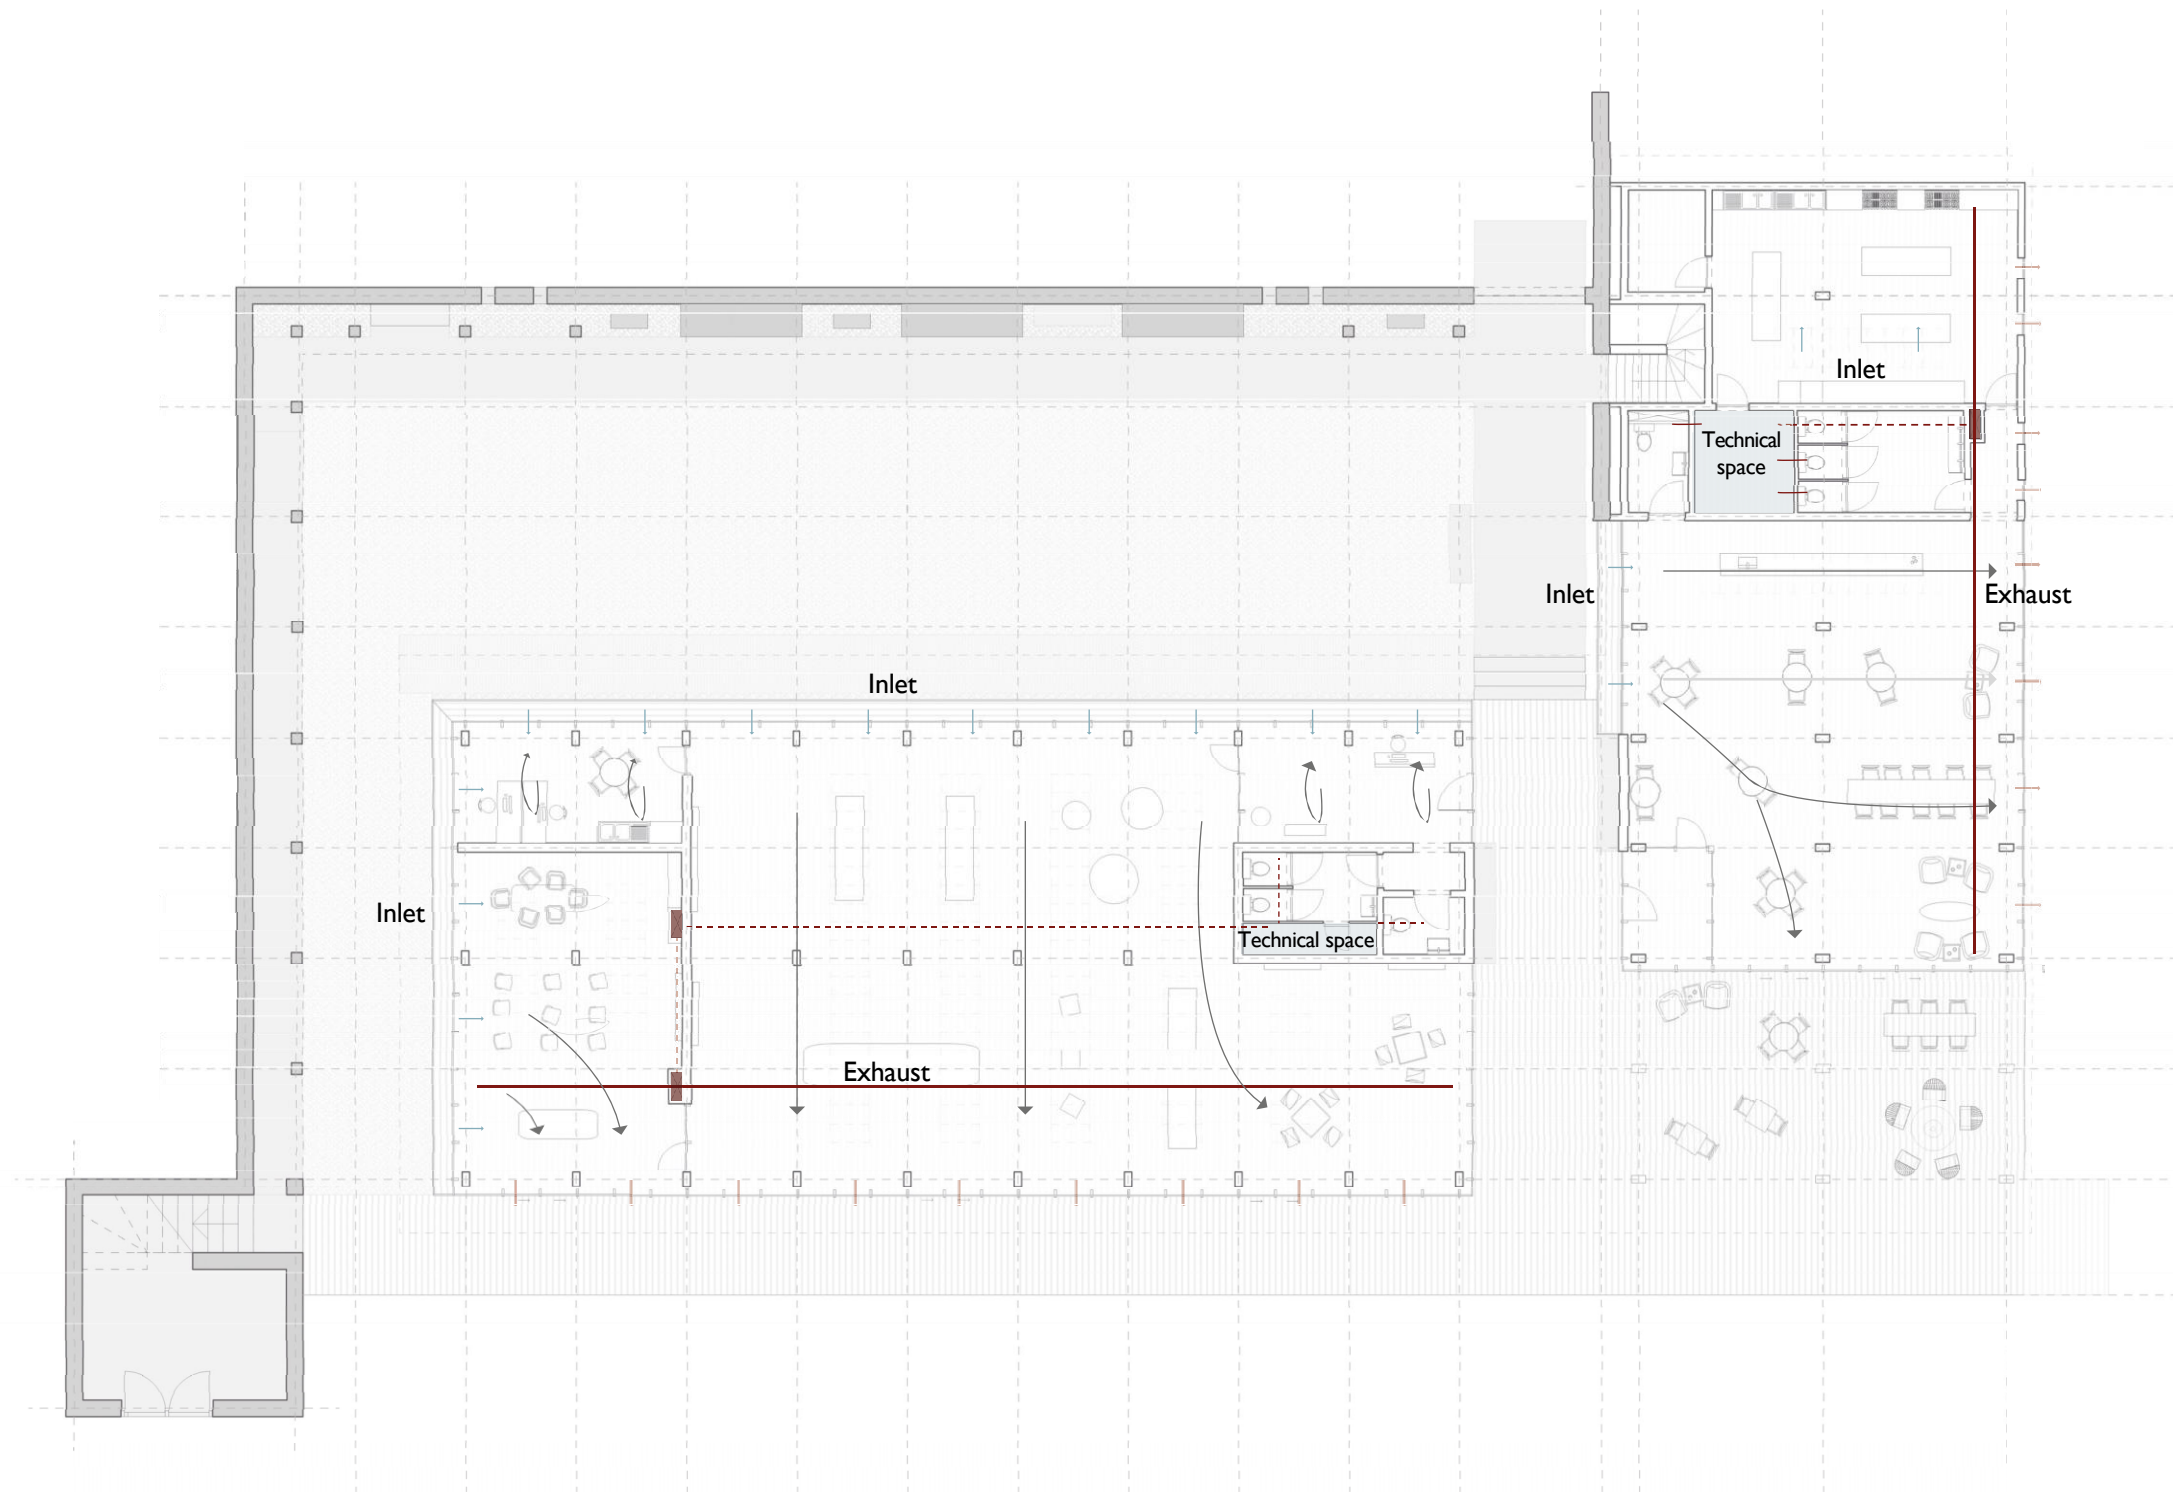 Inlet
Technical
space
Inlet
Exhaust
Inlet
Inlet
Technical space
Exhaust